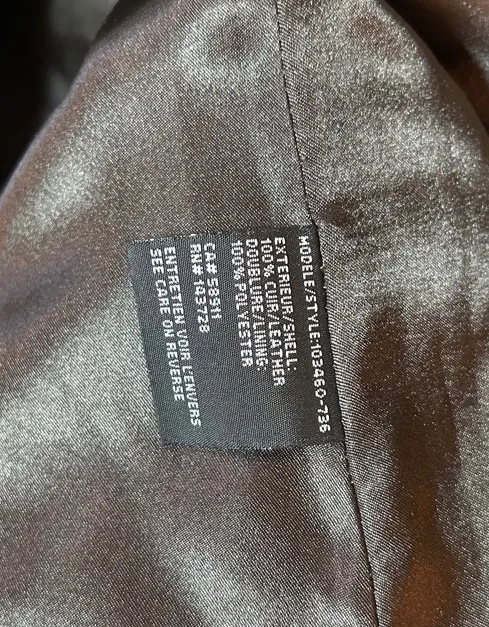 MODELE/STYLE:103460-736
EXTERIEUR/SHELL:
100% CUIR/LEATHER
DOUBLURE/LINING:
100% POLYESTER
CA# 58911
RN# 143728
ENTRETIEN VOIR L'ENVERS
SEE CARE ON REVERSE